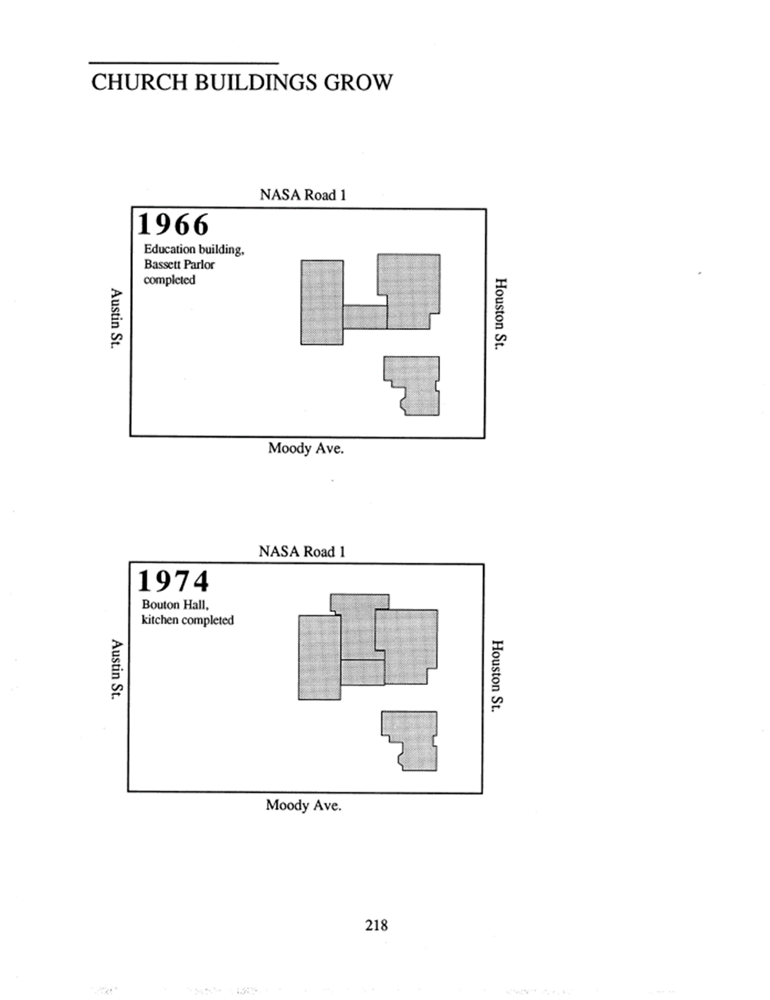 CHURCH BUILDINGS GROW
NASA Road 1
1966
Education building,
Bassett Parlor
completed
Austin St.
Houston St.
Moody Ave.
NASA Road 1
1974
Bouton Hall,
kitchen completed
Austin St.
Houston St.
Moody Ave.
218